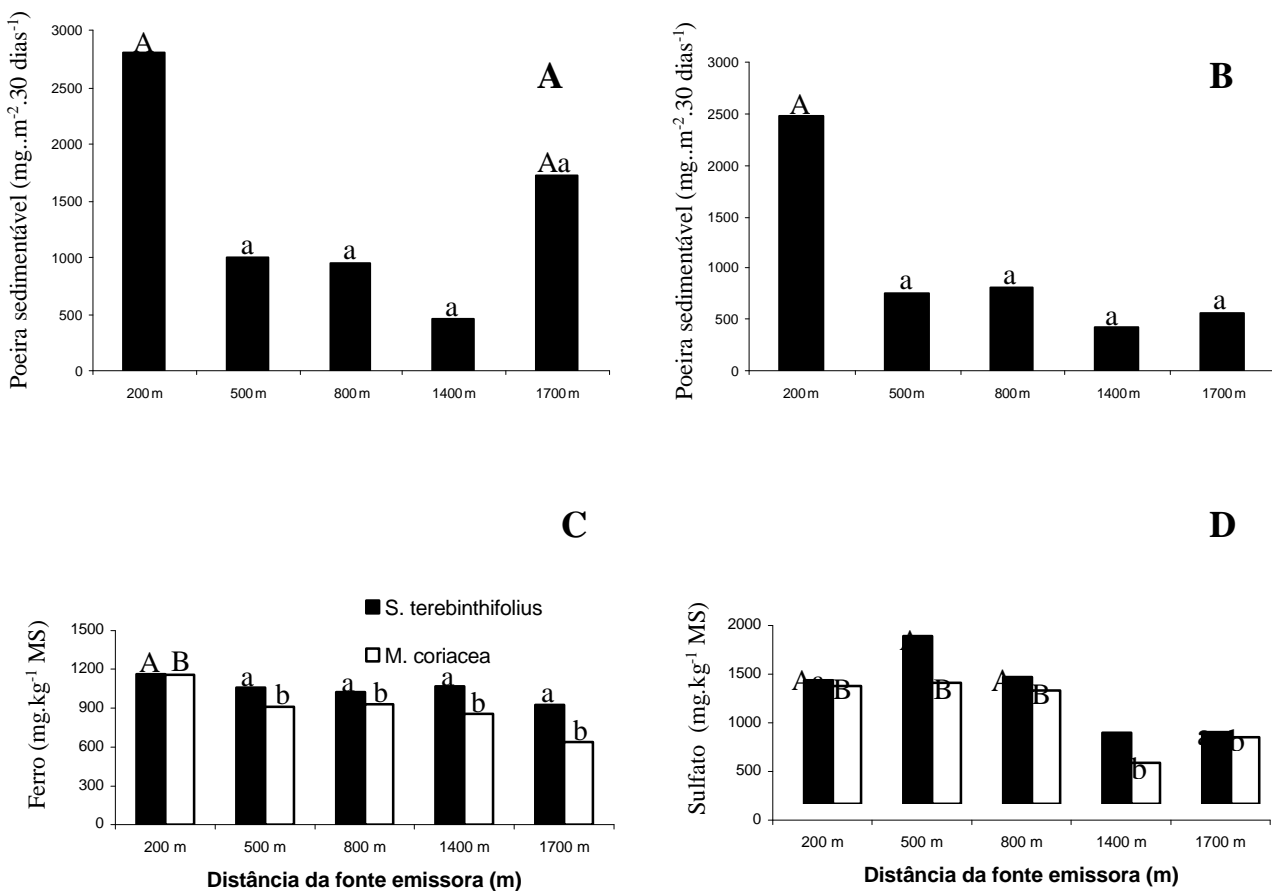 Poeira sedimentável (mg..m⁻².30 dias⁻¹)
3000
2500
2000
1500
1000
500
0
A
a
a
a
Aa
A
200 m 500 m 800 m 1400 m 1700 m
Poeira sedimentável (mg..m⁻².30 dias⁻¹)
3000
2500
2000
1500
1000
500
0
A
a
a
a
a
B
200 m 500 m 800 m 1400 m 1700 m
C
S. terebinthifolius
M. coriacea
Ferro (mg.kg⁻¹ MS)
1500
1200
900
600
300
0
A B
a b
a b
a b
a b
200 m 500 m 800 m 1400 m 1700 m
Distância da fonte emissora (m)
D
Sulfato (mg.kg⁻¹ MS)
2000
1500
1000
500
0
Aa B
A B
A B
b
a b
200 m 500 m 800 m 1400 m 1700 m
Distância da fonte emissora (m)